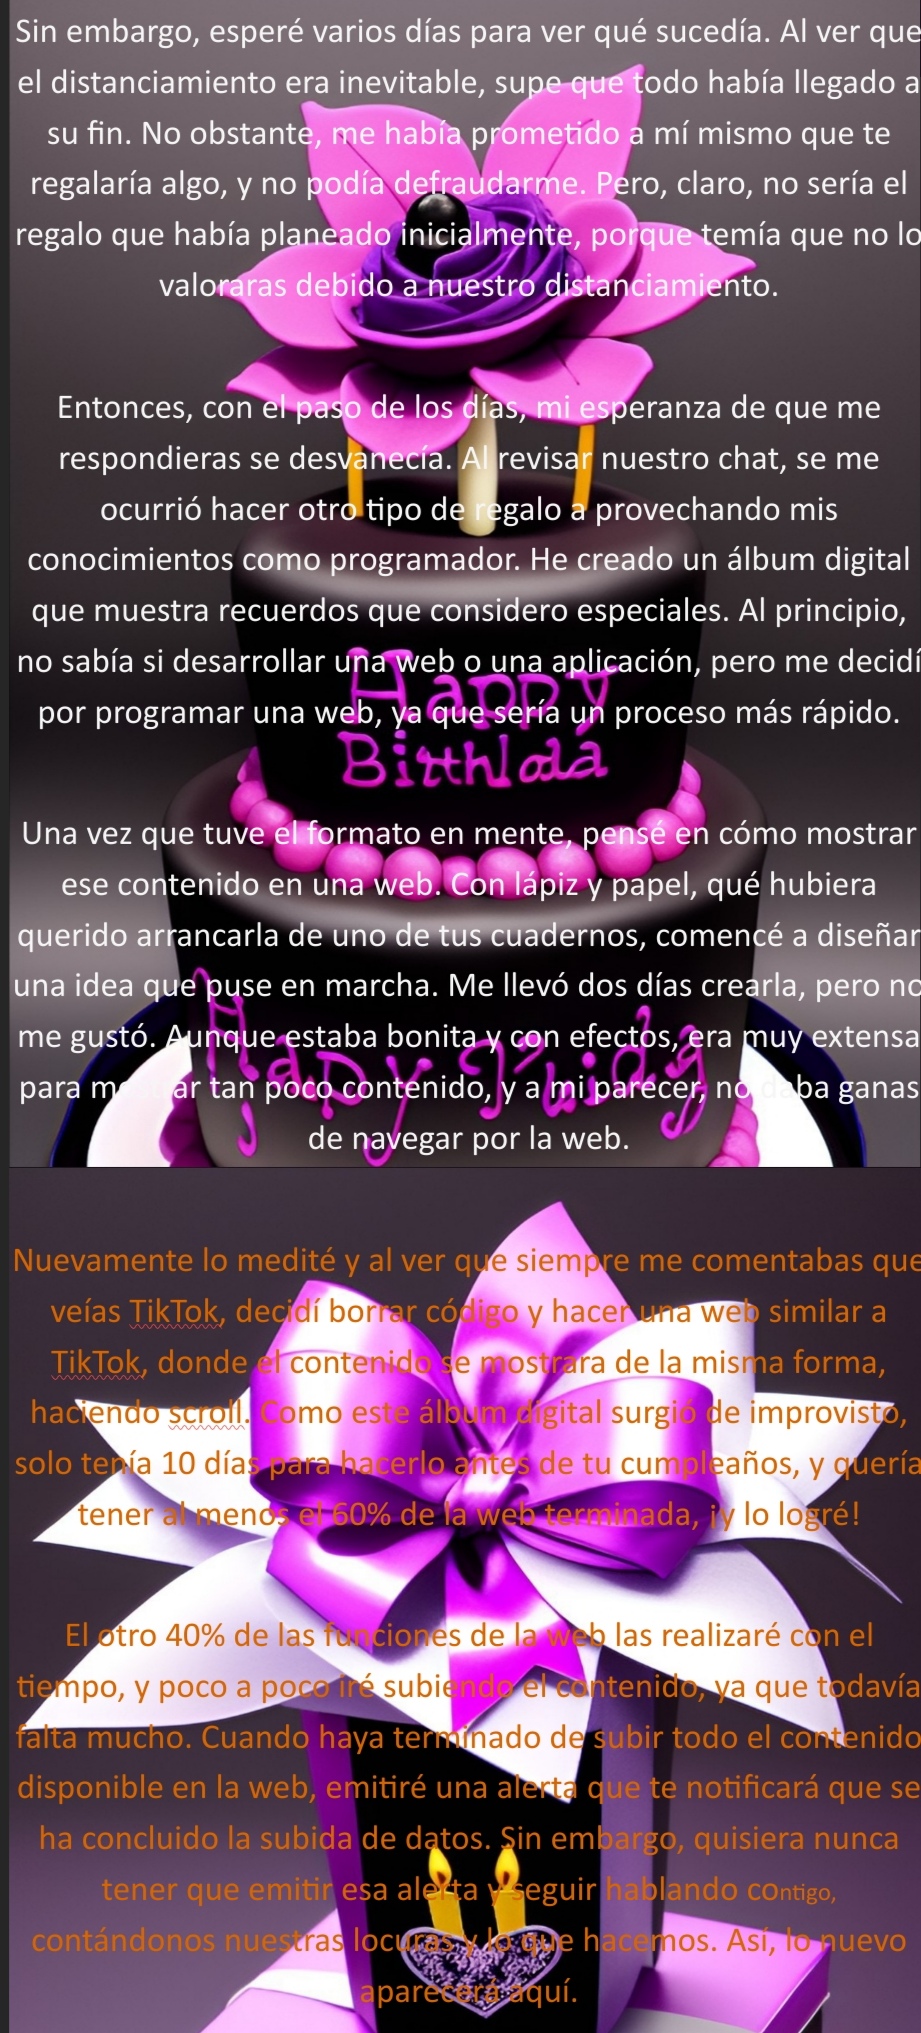 Sin embargo, esperé varios días para ver qué sucedía. Al ver que
el distanciamiento era inevitable, supe que todo había llegado a
su fin. No obstante, me había prometido a mí mismo que te
regalaría algo, y no podía defraudarme. Pero, claro, no sería el
regalo que había planeado inicialmente, porque temía que no lo
valoraras debido a nuestro distanciamiento.
Entonces, con el paso de los días, mi esperanza de que me
respondieras se desvanecía. Al revisar nuestro chat, se me
ocurrió hacer otro tipo de regalo a provechando mis
conocimientos como programador. He creado un álbum digital
que muestra recuerdos que considero especiales. Al principio,
no sabía si desarrollar una web o una aplicación, pero me decidí
por programar una web, ya que sería un proceso más rápido.
Happy
Birthlda
Una vez que tuve el formato en mente, pensé en cómo mostrar
ese contenido en una web. Con lápiz y papel, qué hubiera
querido arrancarla de uno de tus cuadernos, comencé a diseñar
una idea que puse en marcha. Me llevó dos días crearla, pero no
me gustó. Aunque estaba bonita y con efectos, era muy extensa
para mostrar tan poco contenido, y a mi parecer, no daba ganas
de navegar por la web.
Nuevamente lo medité y al ver que siempre me comentabas que
veías TikTok, decidí borrar código y hacer una web similar a
TikTok, donde el contenido se mostrara de la misma forma,
haciendo scroll. Como este álbum digital surgió de improvisto,
solo tenía 10 días para hacerlo antes de tu cumpleaños, y quería
tener al menos el 60% de la web terminada, ¡y lo logré!
El otro 40% de las funciones de la web las realizaré con el
tiempo, y poco a poco iré subiendo el contenido, ya que todavía
falta mucho. Cuando haya terminado de subir todo el contenido
disponible en la web, emitiré una alerta que te notificará que se
ha concluido la subida de datos. Sin embargo, quisiera nunca
tener que emitir esa alerta y seguir hablando contigo,
contándonos nuestras locuras y lo que hacemos. Así, lo nuevo
aparecerá aquí.